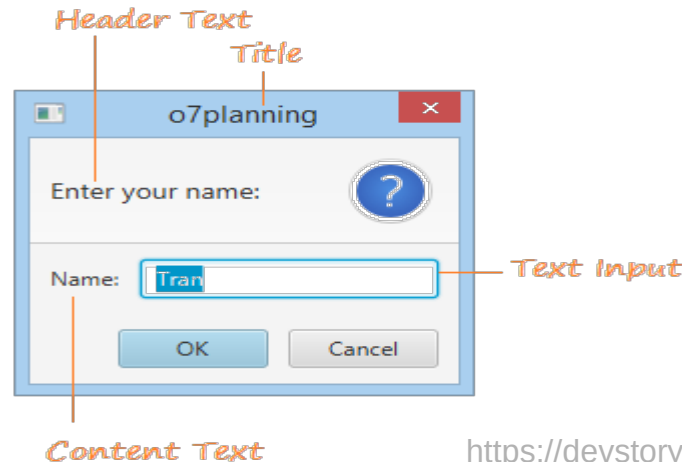 Header Text
Title
o7planning
Enter your name:
?
Name: Tran
Text Input
OK Cancel
Content Text
https://devstory